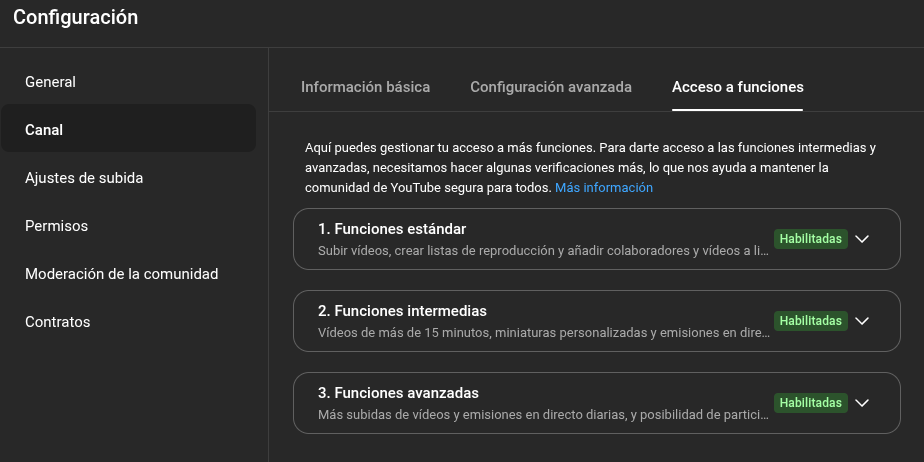 Configuración
General
Canal
Ajustes de subida
Permisos
Moderación de la comunidad
Contratos
Información básica
Configuración avanzada
Acceso a funciones
Aquí puedes gestionar tu acceso a más funciones. Para darte acceso a las funciones intermedias y
avanzadas, necesitamos hacer algunas verificaciones más, lo que nos ayuda a mantener la
comunidad de YouTube segura para todos. Más información
1. Funciones estándar
Subir vídeos, crear listas de reproducción y añadir colaboradores y vídeos a li...
Habilitadas
2. Funciones intermedias
Vídeos de más de 15 minutos, miniaturas personalizadas y emisiones en dire...
Habilitadas
3. Funciones avanzadas
Más subidas de vídeos y emisiones en directo diarias, y posibilidad de partici...
Habilitadas